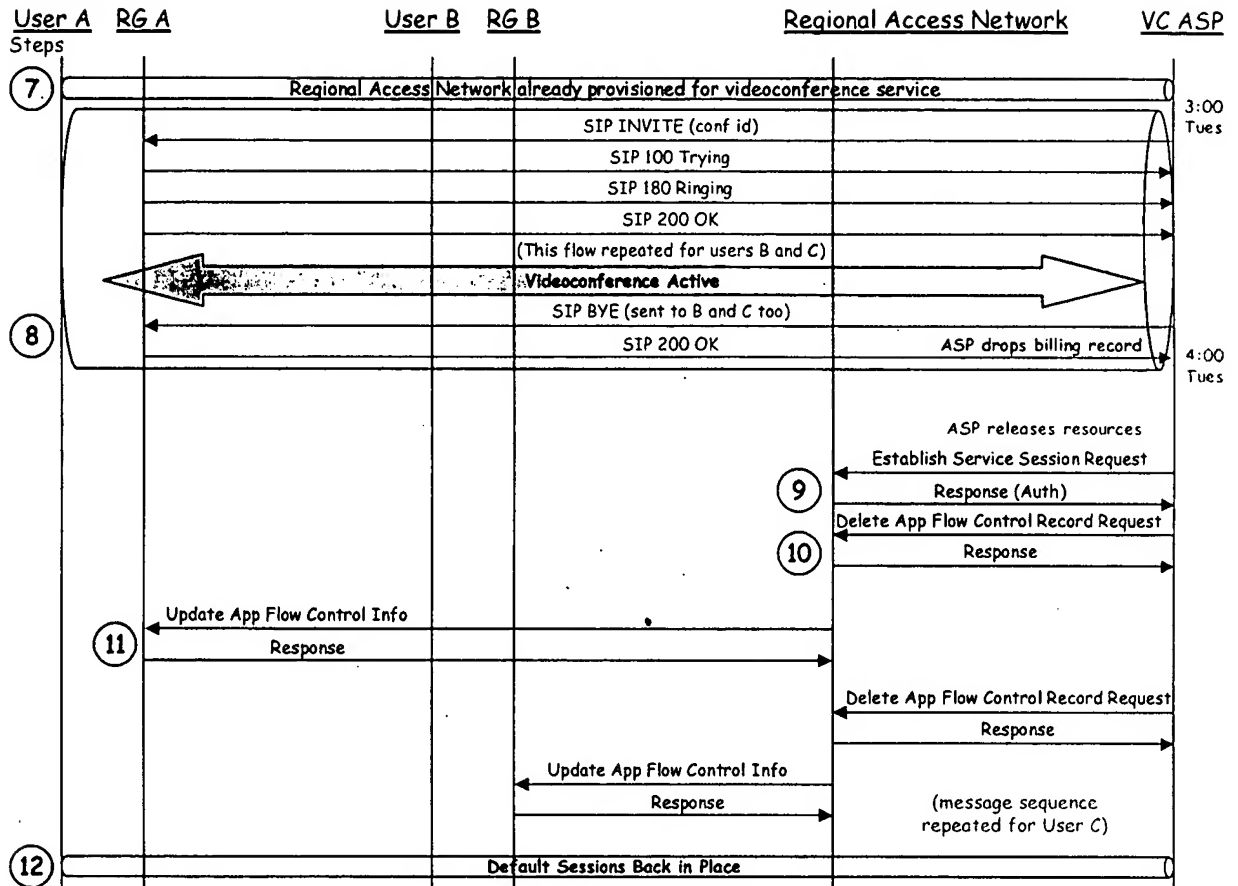 User A RG A User B RG B Regional Access Network VC ASP
Steps
7 Regional Access Network already provisioned for videoconference service
3:00
Tues
SIP INVITE (conf id)
SIP 100 Trying
SIP 180 Ringing
SIP 200 OK
(This flow repeated for users B and C)
Videoconference Active
SIP BYE (sent to B and C too)
8
SIP 200 OK ASP drops billing record
4:00
Tues
ASP releases resources
Establish Service Session Request
9 Response (Auth)
Delete App Flow Control Record Request
10 Response
Update App Flow Control Info
11 Response
Delete App Flow Control Record Request
Response
Update App Flow Control Info
Response (message sequence
repeated for User C)
12 Default Sessions Back in Place